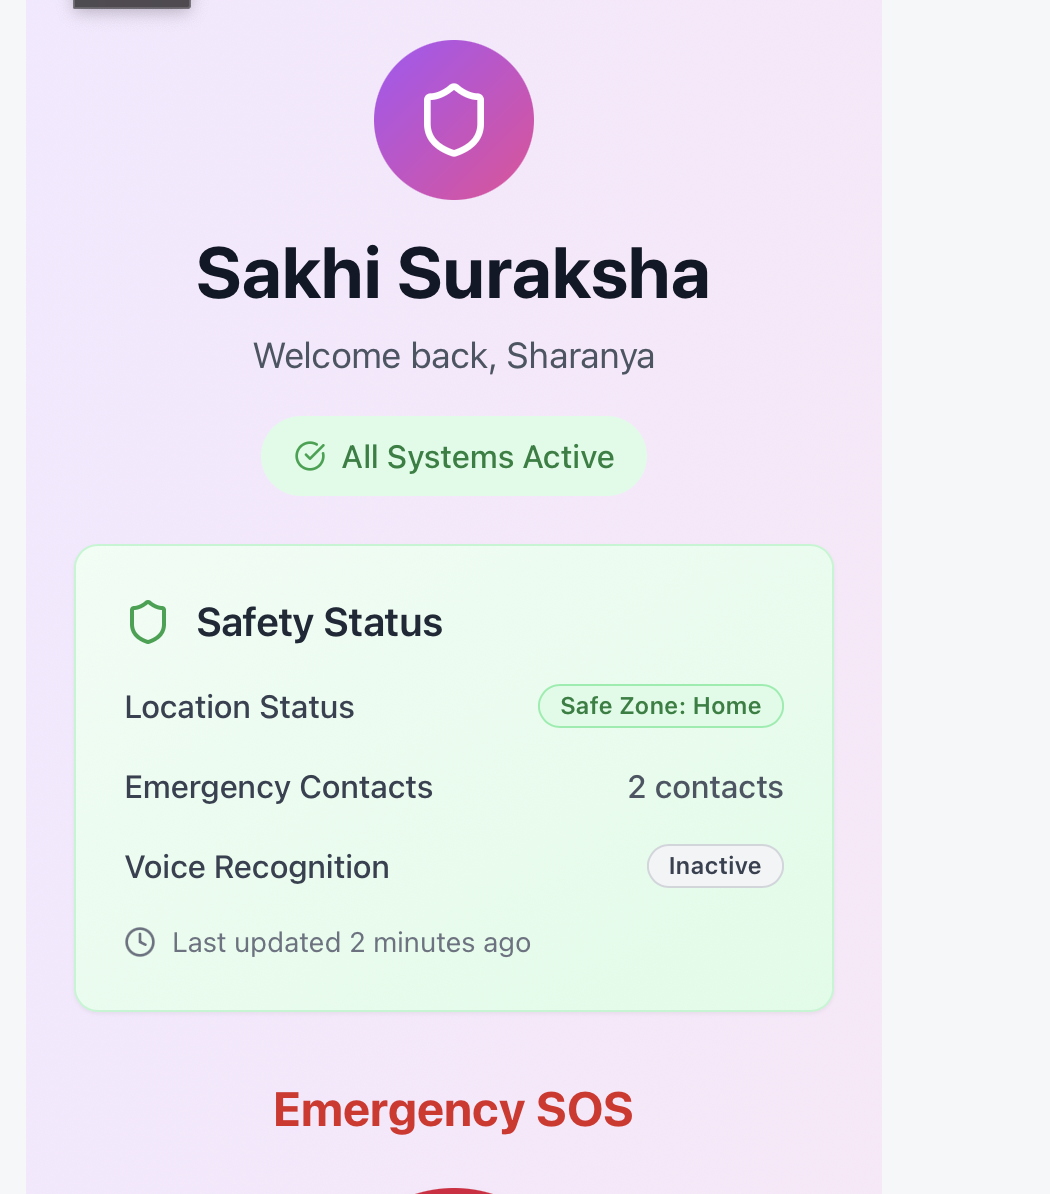 Sakhi Suraksha
Welcome back, Sharanya
All Systems Active
Safety Status
Location Status Safe Zone: Home
Emergency Contacts 2 contacts
Voice Recognition Inactive
Last updated 2 minutes ago
Emergency SOS